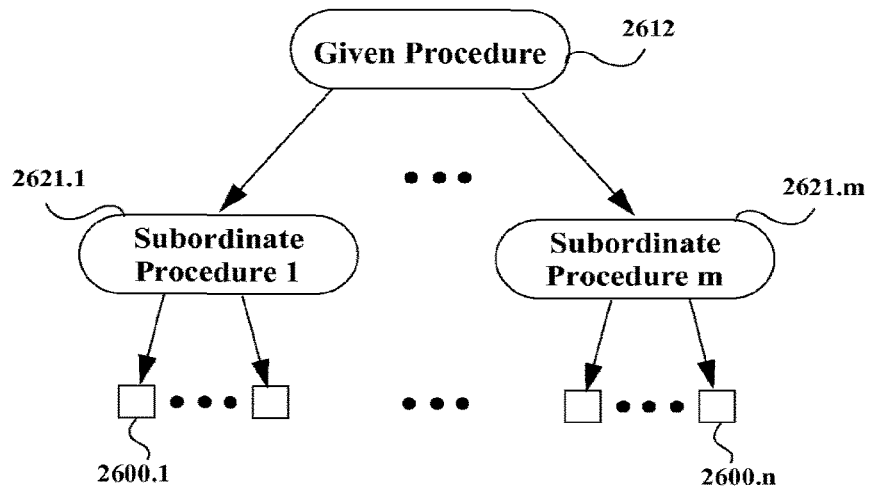 Given Procedure
2612
2621.1
2621.m
Subordinate
Procedure 1
Subordinate
Procedure m
2600.1
2600.n